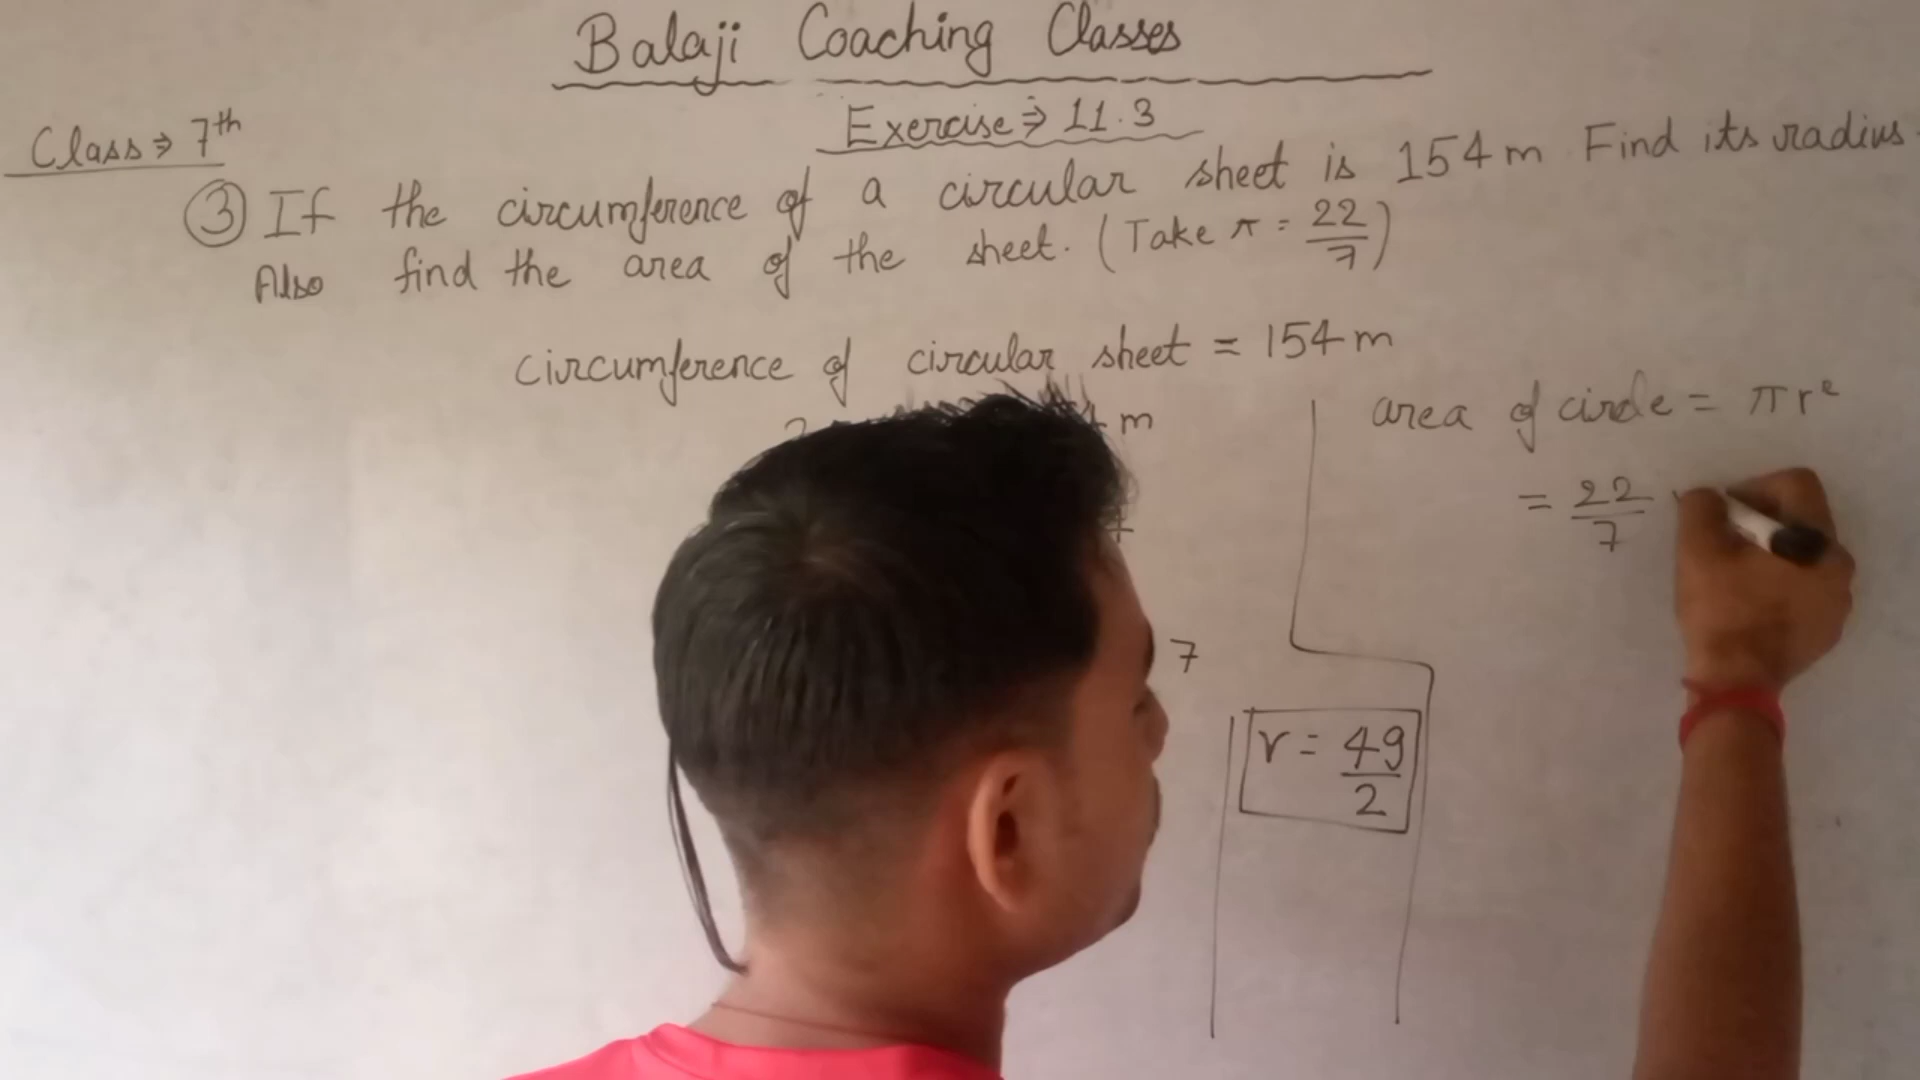 Balaji Coaching Classes
Exercise ⇒ 11.3
Class ⇒ 7th
③ If the circumference of a circular sheet is 154 m Find its radius.
Also find the area of the sheet. (Take π = 22/7)
circumference of circular sheet = 154 m
m
7
r = 49/2
area of circle = πr²
= 22/7